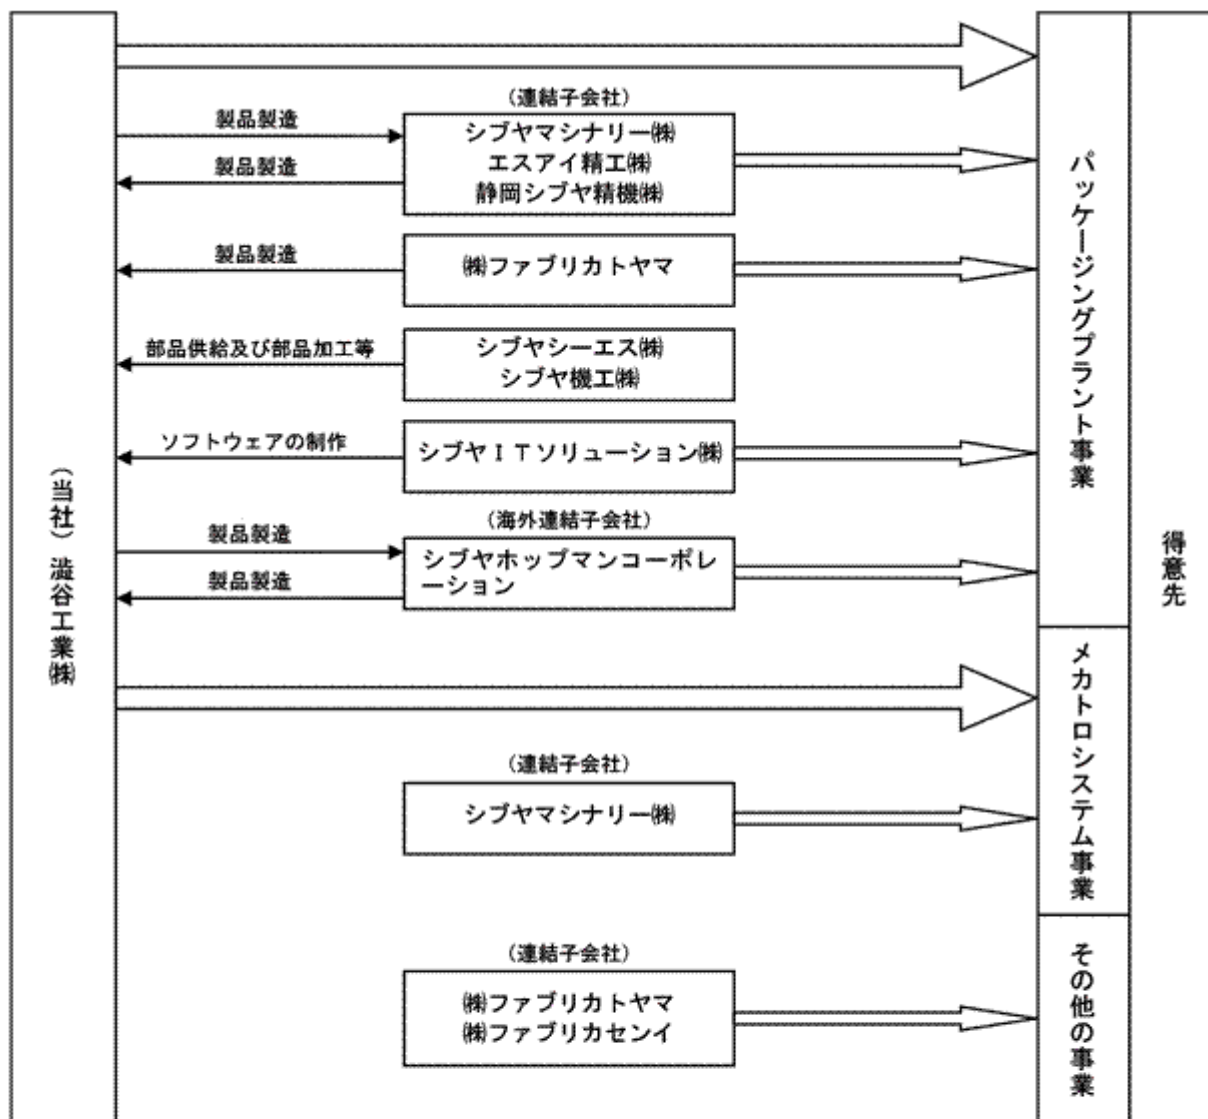 (当社) 澁谷工業㈱
(連結子会社)
製品製造
シブヤマシナリー㈱
エスアイ精工㈱
静岡シブヤ精機㈱
製品製造
製品製造
㈱ファブリカトヤマ
部品供給及び部品加工等
シブヤシーエス㈱
シブヤ機工㈱
ソフトウェアの制作
シブヤＩＴソリューション㈱
(海外連結子会社)
製品製造
シブヤホップマンコーポレ
ーション
製品製造
パッケージングプラント事業
(連結子会社)
シブヤマシナリー㈱
メカトロシステム事業
(連結子会社)
㈱ファブリカトヤマ
㈱ファブリカセンイ
その他の事業
得意先